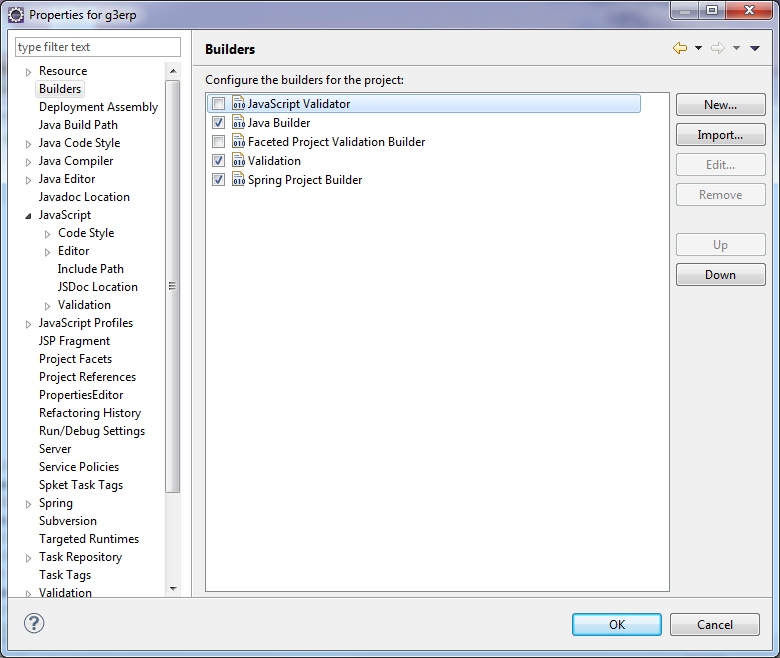 Properties for g3erp
type filter text
Resource
Builders
Deployment Assembly
Java Build Path
Java Code Style
Java Compiler
Java Editor
Javadoc Location
JavaScript
Code Style
Editor
Include Path
JSDoc Location
Validation
JavaScript Profiles
JSP Fragment
Project Facets
Project References
PropertiesEditor
Refactoring History
Run/Debug Settings
Server
Service Policies
Spket Task Tags
Spring
Subversion
Targeted Runtimes
Task Repository
Task Tags
Validation
Builders
Configure the builders for the project:
JavaScript Validator
Java Builder
Faceted Project Validation Builder
Validation
Spring Project Builder
New...
Import...
Edit...
Remove
Up
Down
OK
Cancel